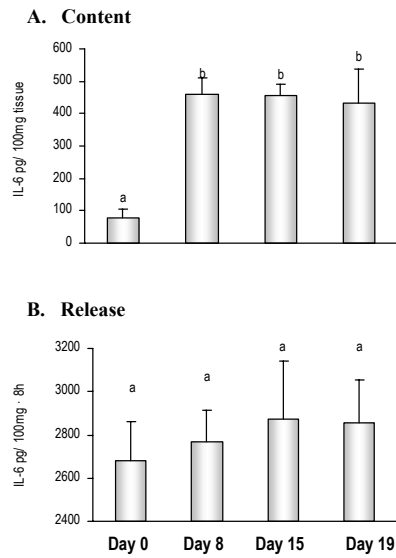 A. Content
IL-6 pg/ 100mg tissue
600
500
400
300
200
100
0
a
b
b
b
B. Release
IL-6 pg/ 100mg · 8h
3200
3000
2800
2600
2400
a
a
a
a
Day 0 Day 8 Day 15 Day 19